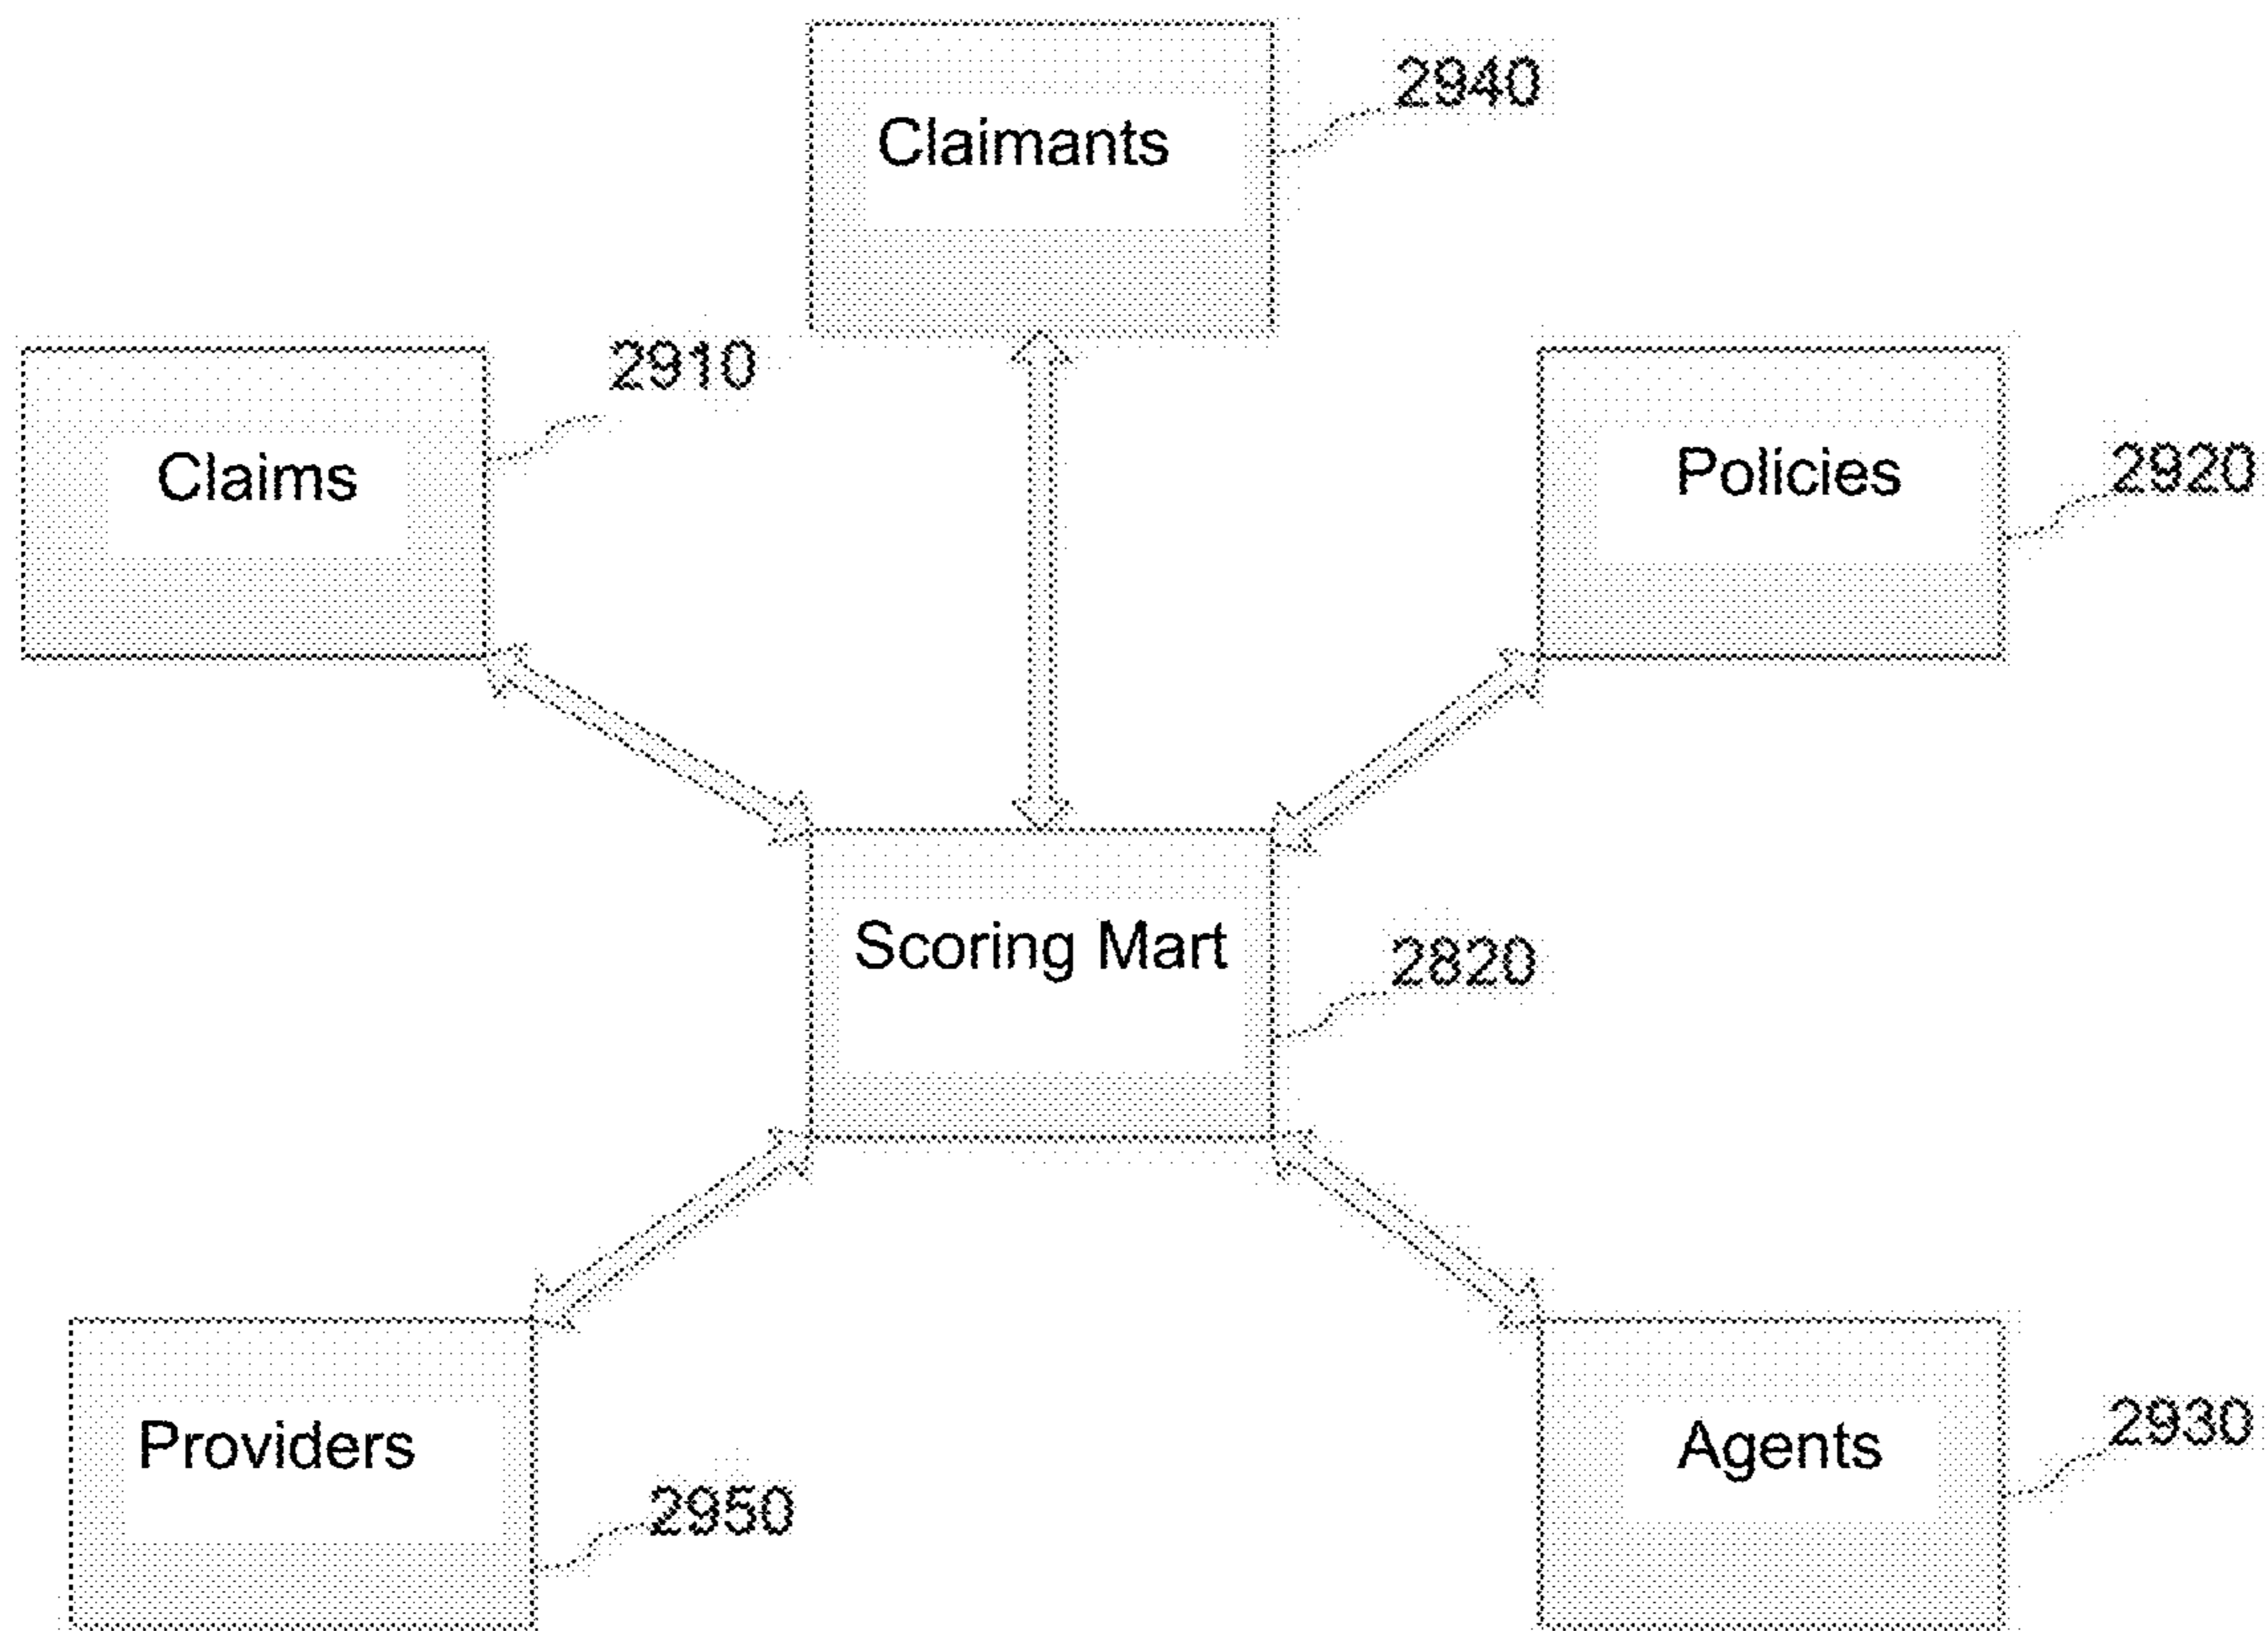 Claimants
2940
Claims
2910
Policies
2920
Scoring Mart
2820
Providers
2950
Agents
2930